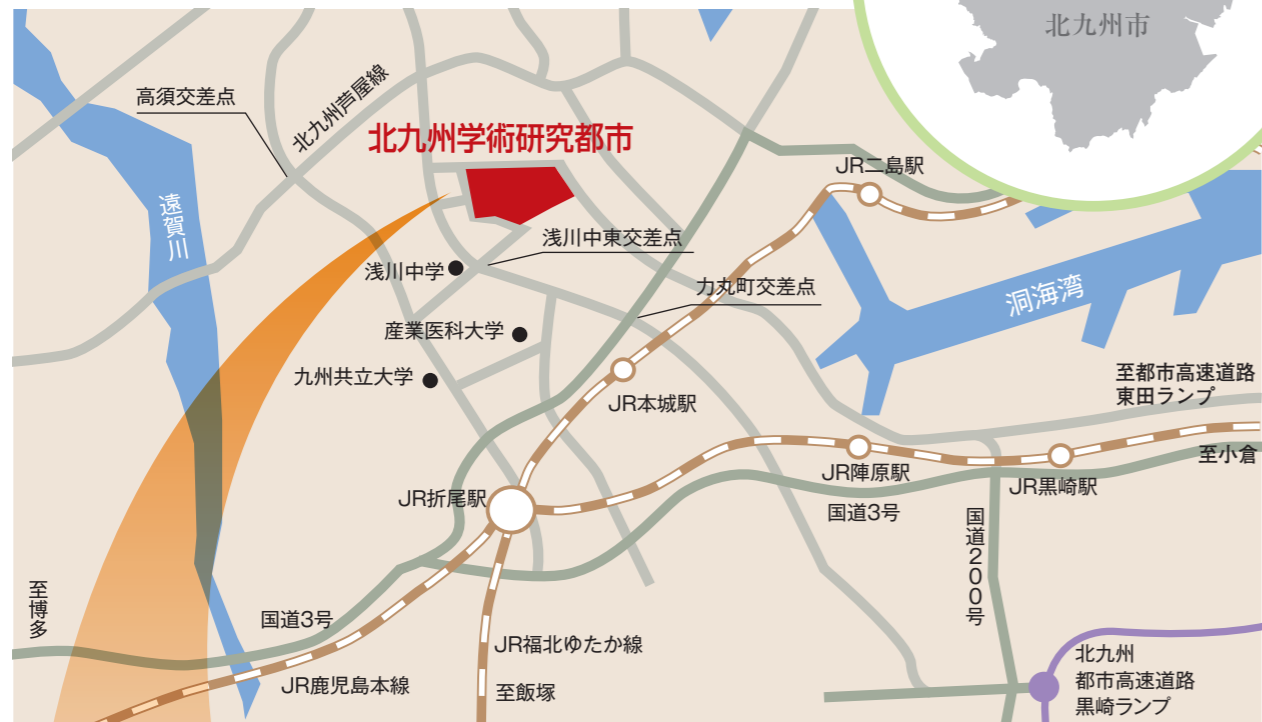 北九州市
高須交差点
北九州芦屋線
北九州学術研究都市
JR二島駅
遠賀川
浅川中東交差点
浅川中学
力丸町交差点
洞海湾
産業医科大学
九州共立大学
至都市高速道路
東田ランプ
JR本城駅
至小倉
JR陣原駅
JR黒崎駅
JR折尾駅
国道3号
国道200号
至博多
国道3号
JR福北ゆたか線
JR鹿児島本線
至飯塚
北九州
都市高速道路
黒崎ランプ